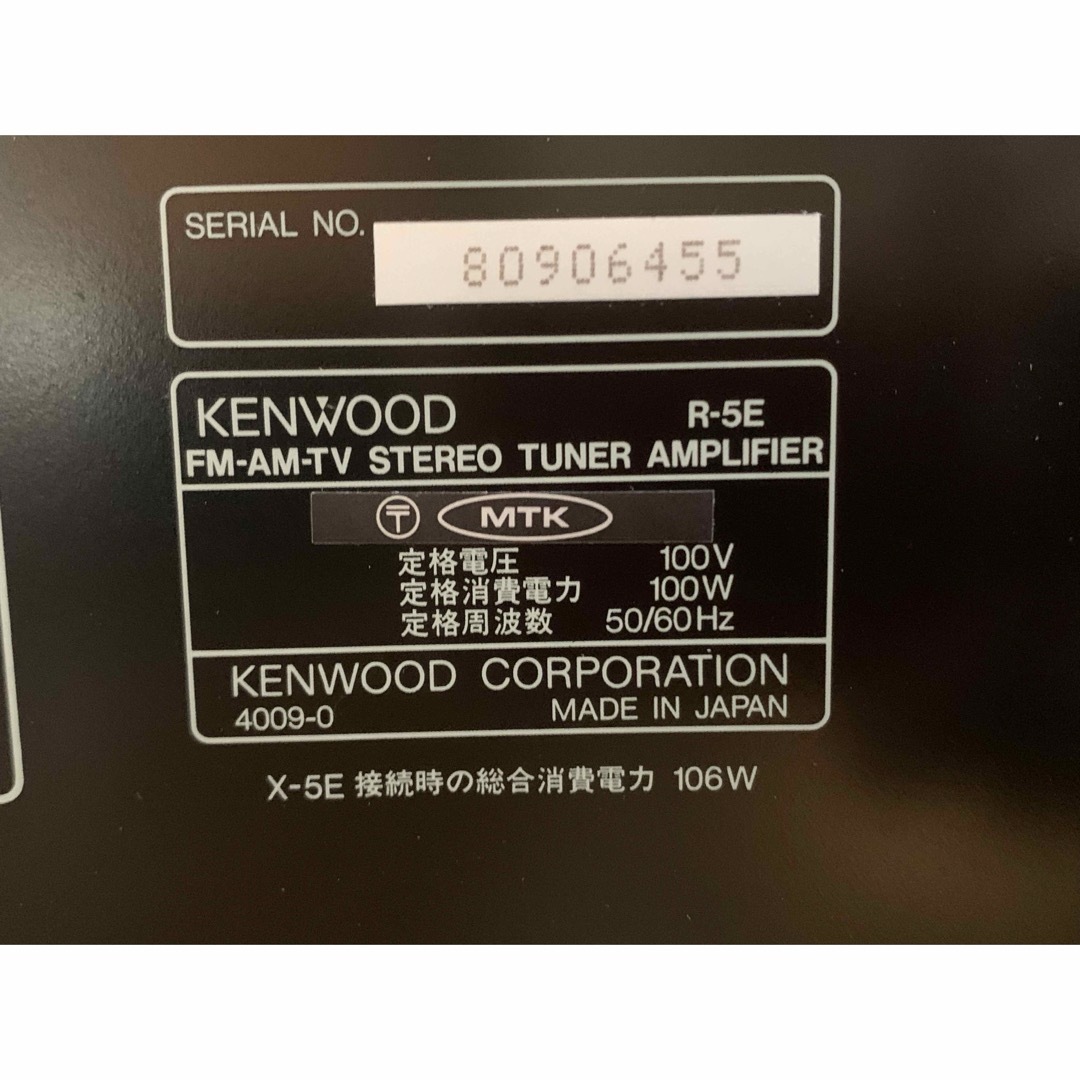 SERIAL NO. 80906455
KENWOOD R-5E
FM-AM-TV STEREO TUNER AMPLIFIER
〒 MTK
定格電圧 100V
定格消費電力 100W
定格周波数 50/60Hz
KENWOOD CORPORATION
4009-0 MADE IN JAPAN
X-5E 接続時の総合消費電力 106W